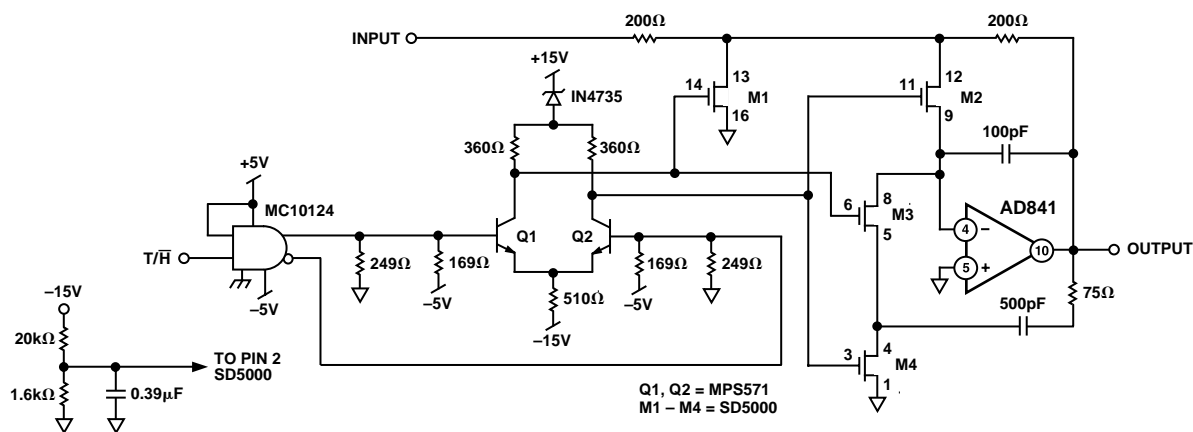 200Ω
200Ω
INPUT
+15V
IN4735
14
13
M1
16
11
12
M2
9
100pF
360Ω
360Ω
+5V
MC10124
6
8
M3
5
AD841
4
–
5
+
10
OUTPUT
T/H̅
Q1
Q2
249Ω
169Ω
169Ω
249Ω
–5V
–5V
–5V
510Ω
–15V
500pF
75Ω
–15V
20kΩ
TO PIN 2
SD5000
1.6kΩ
0.39μF
3
4
M4
1
Q1, Q2 = MPS571
M1 – M4 = SD5000